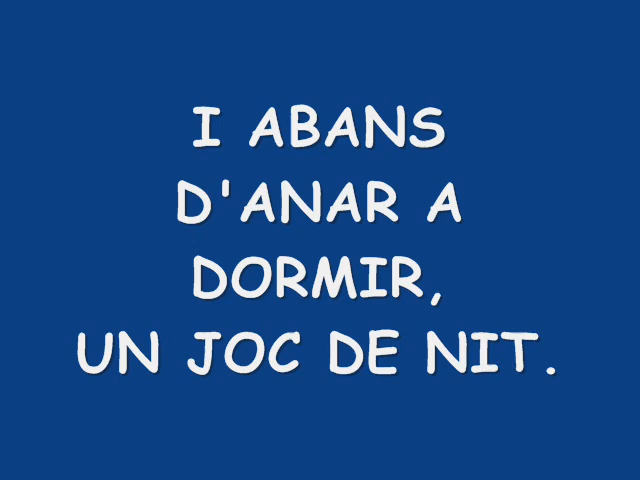 I ABANS
D'ANAR A
DORMIR,
UN JOC DE NIT.